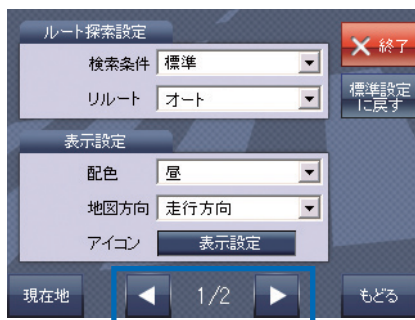 ルート探索設定
× 終了
検索条件 標準
リルート オート
標準設定
に戻す
表示設定
配色 昼
地図方向 走行方向
アイコン 表示設定
現在地 ◀ 1/2 ▶ もどる